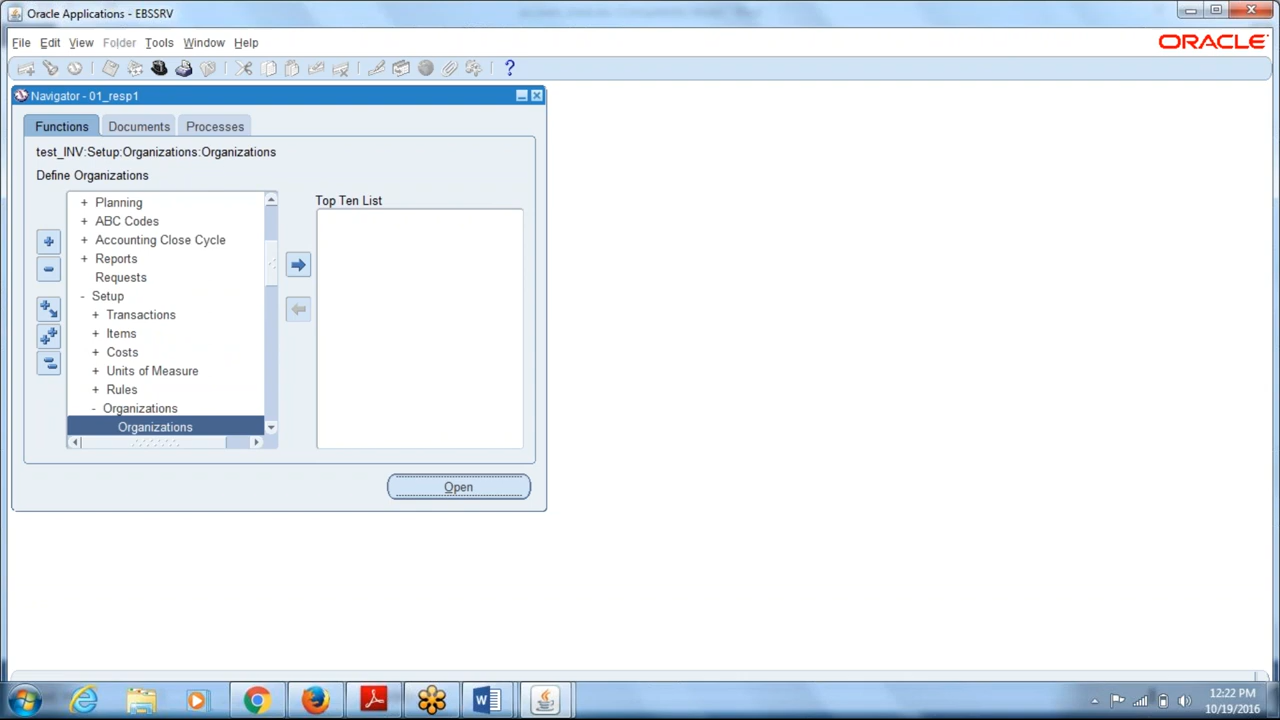 Oracle Applications - EBSSRV
File Edit View Folder Tools Window Help
ORACLE
?
Navigator - 01_resp1
Functions Documents Processes
test_INV:Setup:Organizations:Organizations
Define Organizations
+ Planning
+ ABC Codes
+ Accounting Close Cycle
+ Reports
Requests
- Setup
+ Transactions
+ Items
+ Costs
+ Units of Measure
+ Rules
- Organizations
Organizations
Top Ten List
Open
12:22 PM
10/19/2016